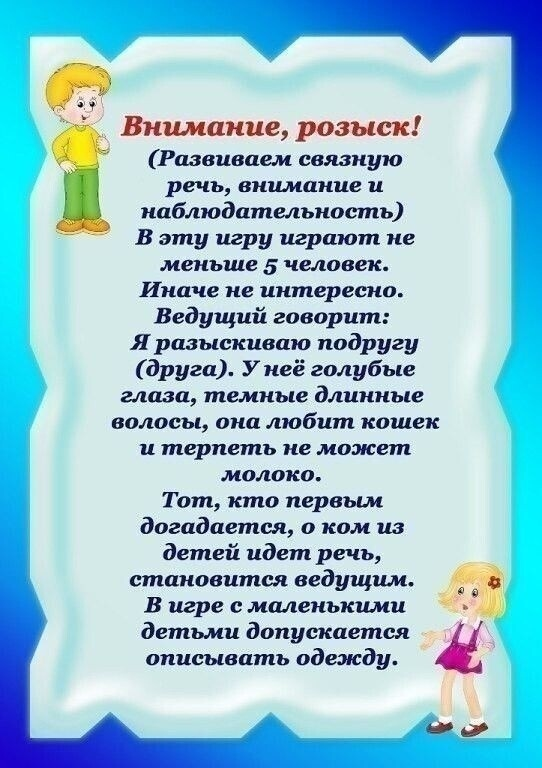 Внимание, розыск!
(Развиваем связную
речь, внимание и
наблюдательность)
В эту игру играют не
меньше 5 человек.
Иначе не интересно.
Ведущий говорит:
Я разыскиваю подругу
(друга). У неё голубые
глаза, темные длинные
волосы, она любит кошек
и терпеть не может
молоко.
Тот, кто первым
догадается, о ком из
детей идет речь,
становится ведущим.
В игре с маленькими
детьми допускается
описывать одежду.